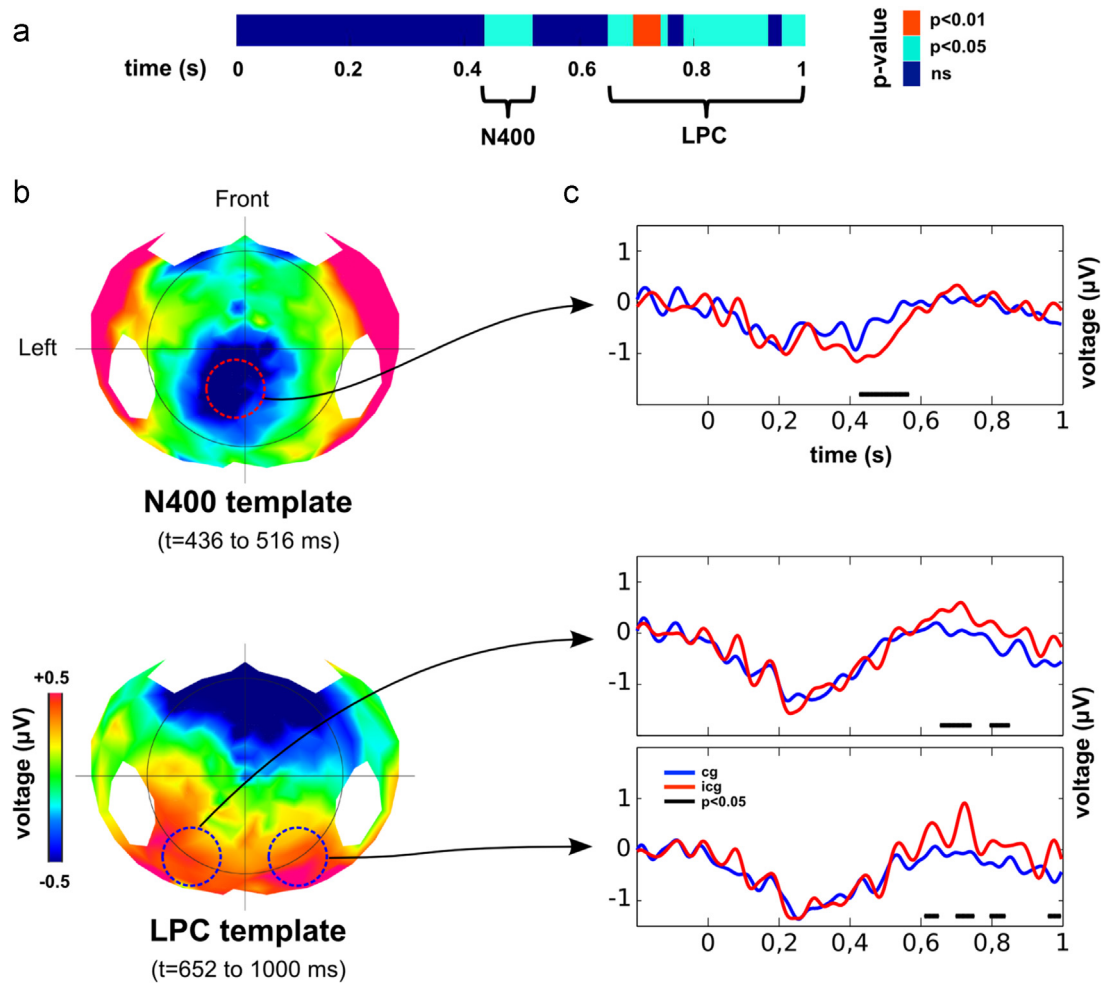 a
p-value
p<0.01
p<0.05
ns
time (s)
0 0.2 0.4 0.6 0.8 1
N400 LPC
b
Front
Left
N400 template
(t=436 to 516 ms)
+0.5
voltage (µV)
-0.5
LPC template
(t=652 to 1000 ms)
c
1
0
-1
voltage (µV)
0 0,2 0,4 0,6 0,8 1
time (s)
1
0
-1
voltage (µV)
cg
icg
p<0.05
1
0
-1
0 0,2 0,4 0,6 0,8 1